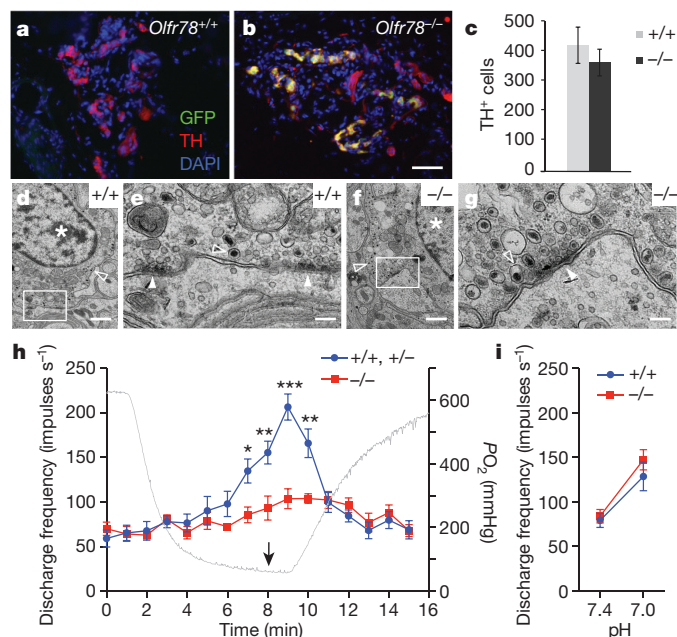 a
Olfr78+/+
GFP
TH
DAPI
b
Olfr78−/−
c
TH+ cells
500
400
300
200
100
0
+/+
−/−
d
+/+
*
e
+/+
f
−/−
*
g
−/−
h
+/+, +/−
−/−
Discharge frequency (impulses s−1)
250
200
150
100
50
0
*
**
***
**
600
400
200
0
PO2 (mmHg)
0 2 4 6 8 10 12 14 16
Time (min)
i
+/+
−/−
Discharge frequency (impulses s−1)
250
200
150
100
50
0
7.4 7.0
pH